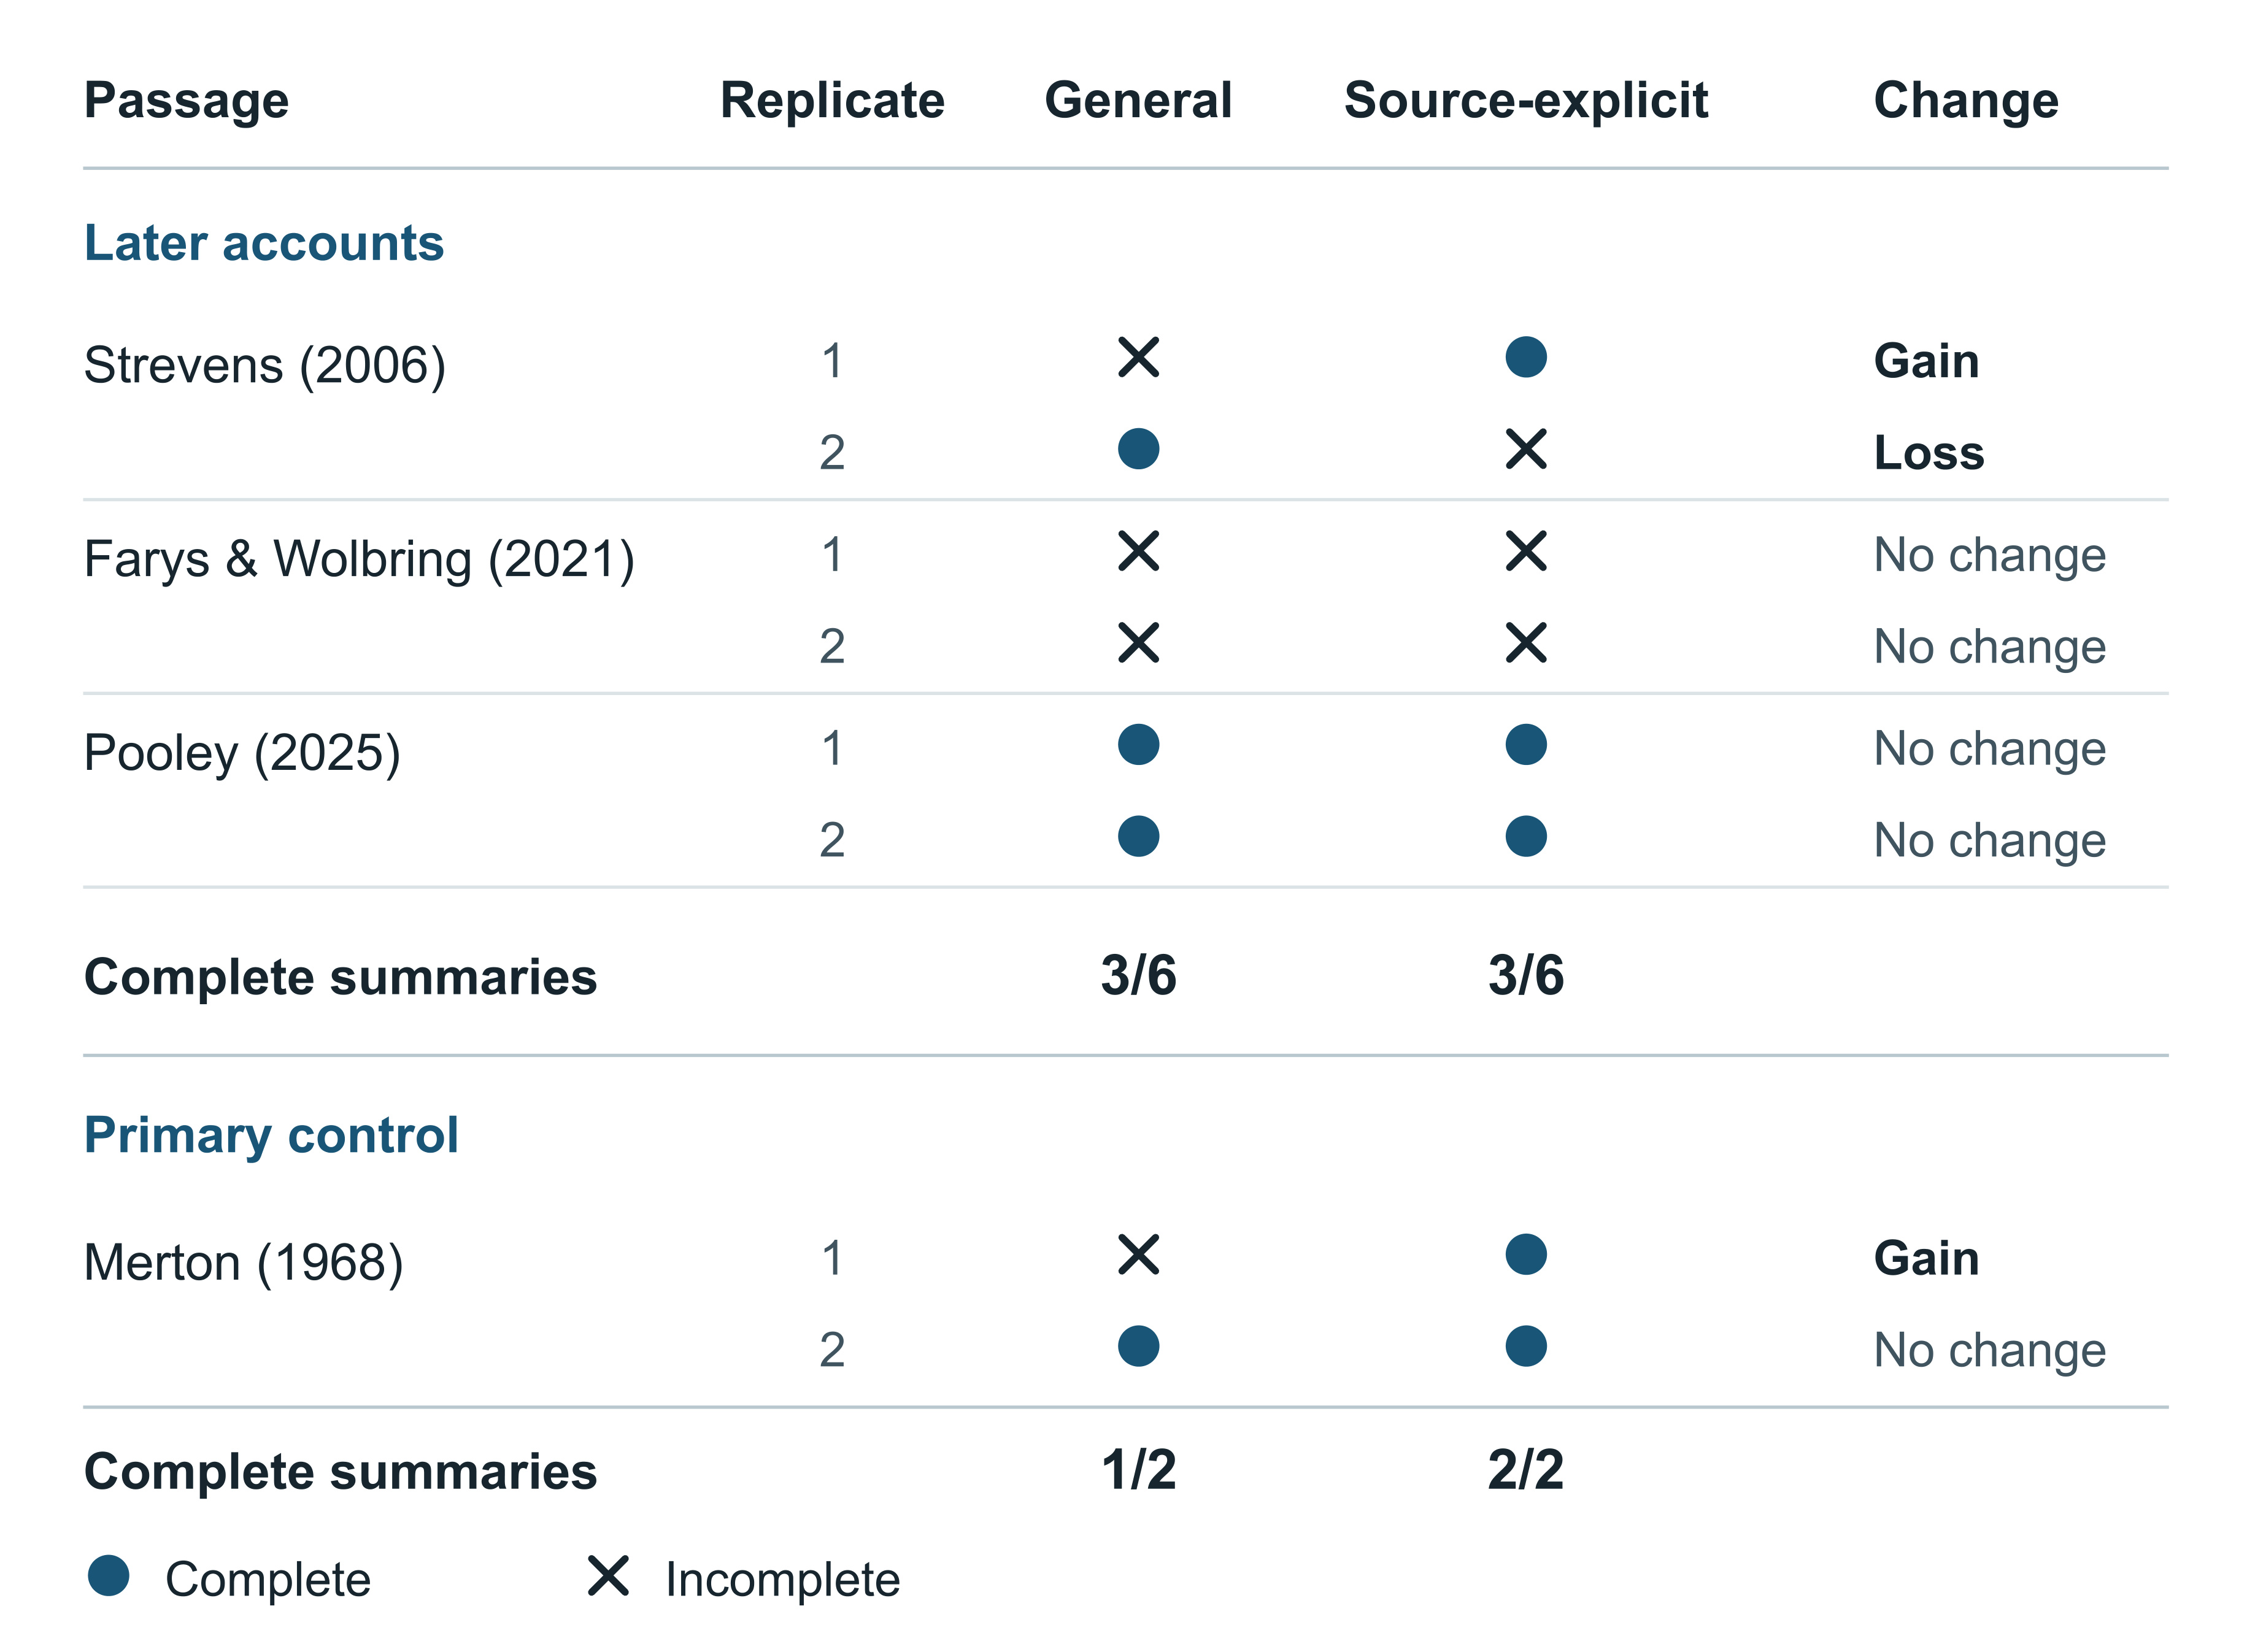 Passage Replicate General Source-explicit Change
Later accounts
Strevens (2006) 1 Gain
2 Loss
Farys & Wolbring (2021) 1 No change
2 No change
Pooley (2025) 1 No change
2 No change
Complete summaries 3/6 3/6
Primary control
Merton (1968) 1 Gain
2 No change
Complete summaries 1/2 2/2
Complete Incomplete